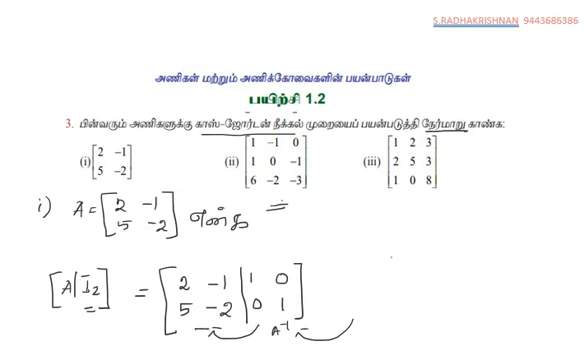 S.RADHAKRISHNAN 9443686386
அணிகள் மற்றும் அணிக்கோவைகளின் பயன்பாடுகள்
பயிற்சி 1.2
3. பின்வரும் அணிகளுக்கு காஸ்-ஜோர்டன் நீக்கல் முறையைப் பயன்படுத்தி நேர்மாறு காண்க:
(i) [2 -1; 5 -2] (ii) [1 -1 0; 1 0 -1; 6 -2 -3] (iii) [1 2 3; 2 5 3; 1 0 8]
i) A = [2 -1; 5 -2] என்க
[A|I₂] = [2 -1 | 1 0; 5 -2 | 0 1]
A⁻¹